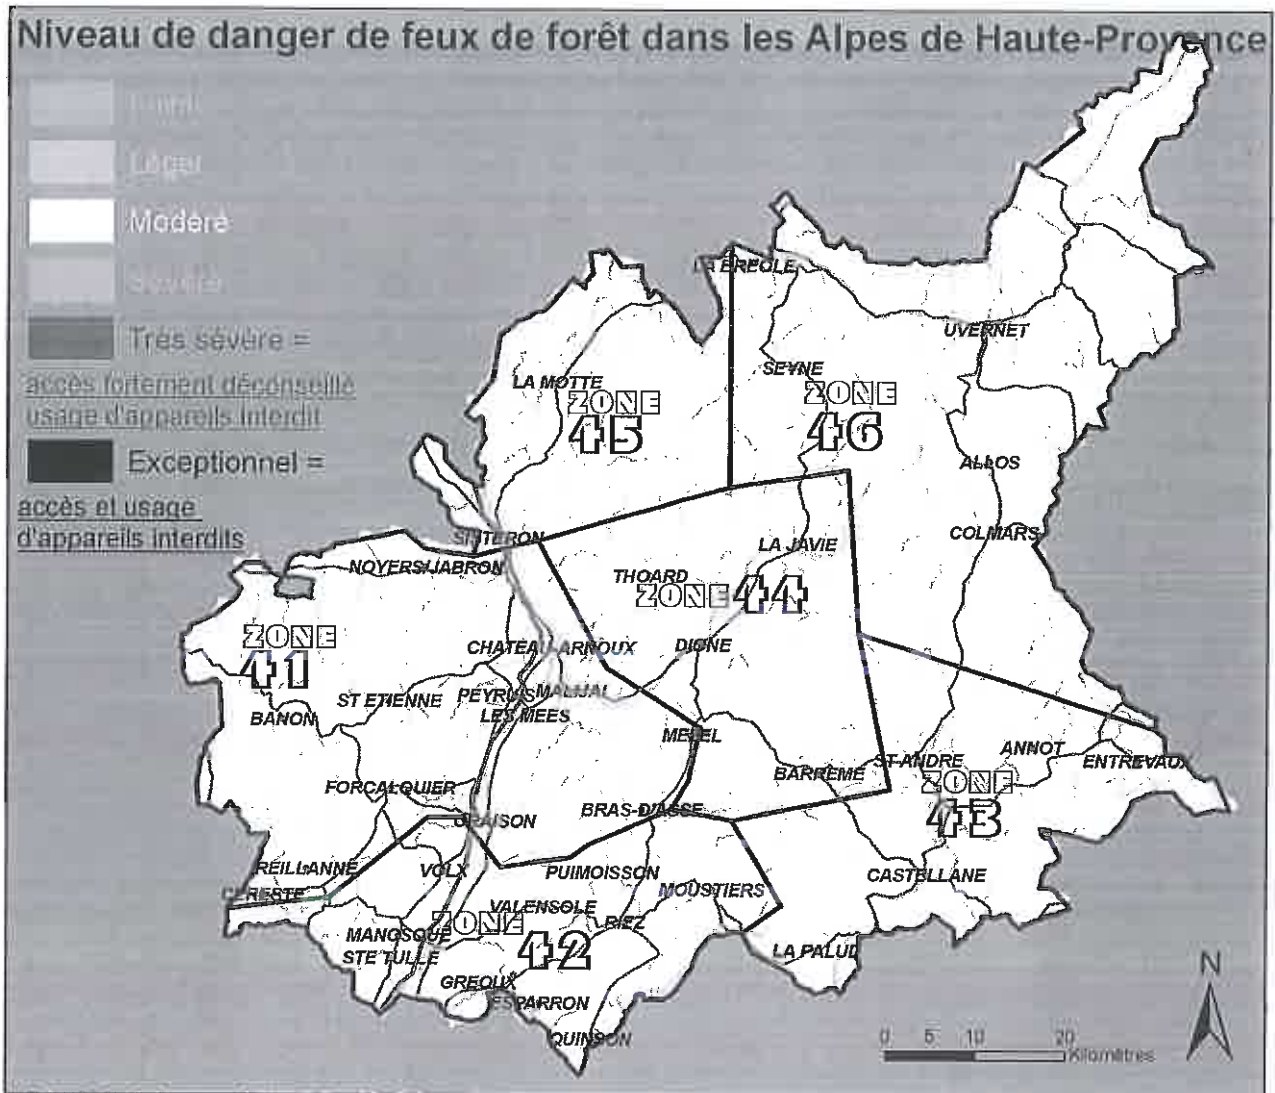 Niveau de danger de feux de forêt dans les Alpes de Haute-Provence
Léger
Modéré
Très sévère =
accès fortement déconseillé
usage d'appareils interdit
Exceptionnel =
accès et usage
d'appareils interdits
LA BREOLE
UVERNET
SEYNE
LA MOTTE
ZONE
45
ZONE
46
ALLOS
COLMARS
SISTERON
LA JAVIE
NOYERS/JABRON
THOARD
ZONE 44
ZONE
41
CHATEAU-ARNOUX
DIGNE
ST ETIENNE
PEYRUIS
MALIJAI
BANON
LES MEES
MEZEL
ANNOT
ST-ANDRE
ENTREVAUX
BARREME
ZONE
43
FORCALQUIER
BRAS-D'ASSE
ORAISON
REILLANNE
VOLX
PUIMOISSON
CASTELLANE
CERESTE
MOUSTIERS
VALENSOLE
ZONE
42
RIEZ
MANOSQUE
STE TULLE
LA PALUD
GREOUX
ESPARRON
QUINSON
N
0 5 10 20
Kilomètres